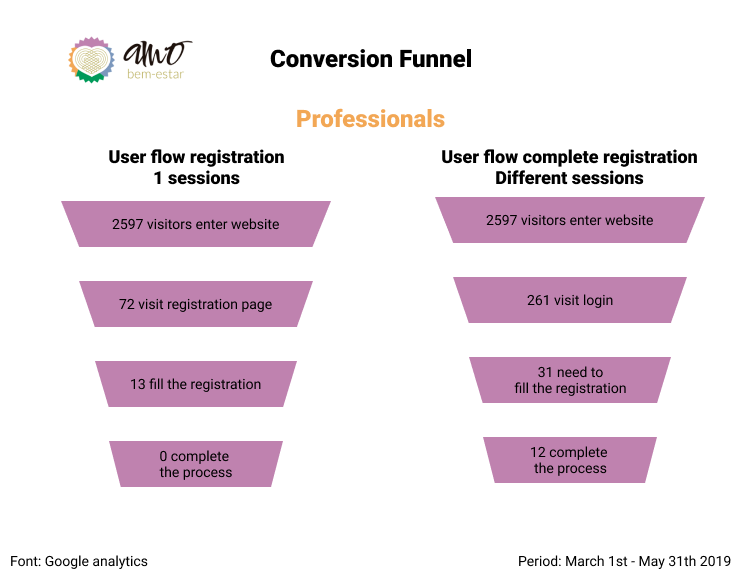 amo
bem-estar
Conversion Funnel
Professionals
User flow registration
1 sessions
2597 visitors enter website
72 visit registration page
13 fill the registration
0 complete
the process
User flow complete registration
Different sessions
2597 visitors enter website
261 visit login
31 need to
fill the registration
12 complete
the process
Font: Google analytics
Period: March 1st - May 31th 2019